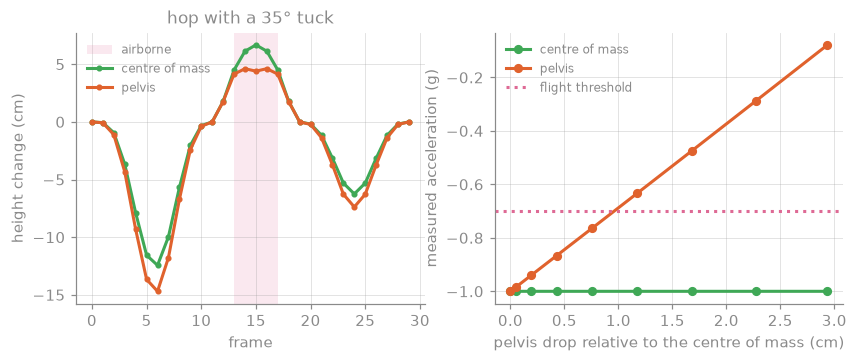 hop with a 35° tuck
airborne
centre of mass
pelvis
height change (cm)
5
0
−5
−10
−15
0
5
10
15
20
25
30
frame
centre of mass
pelvis
flight threshold
measured acceleration (g)
−0.2
−0.4
−0.6
−0.8
−1.0
0.0
0.5
1.0
1.5
2.0
2.5
3.0
pelvis drop relative to the centre of mass (cm)